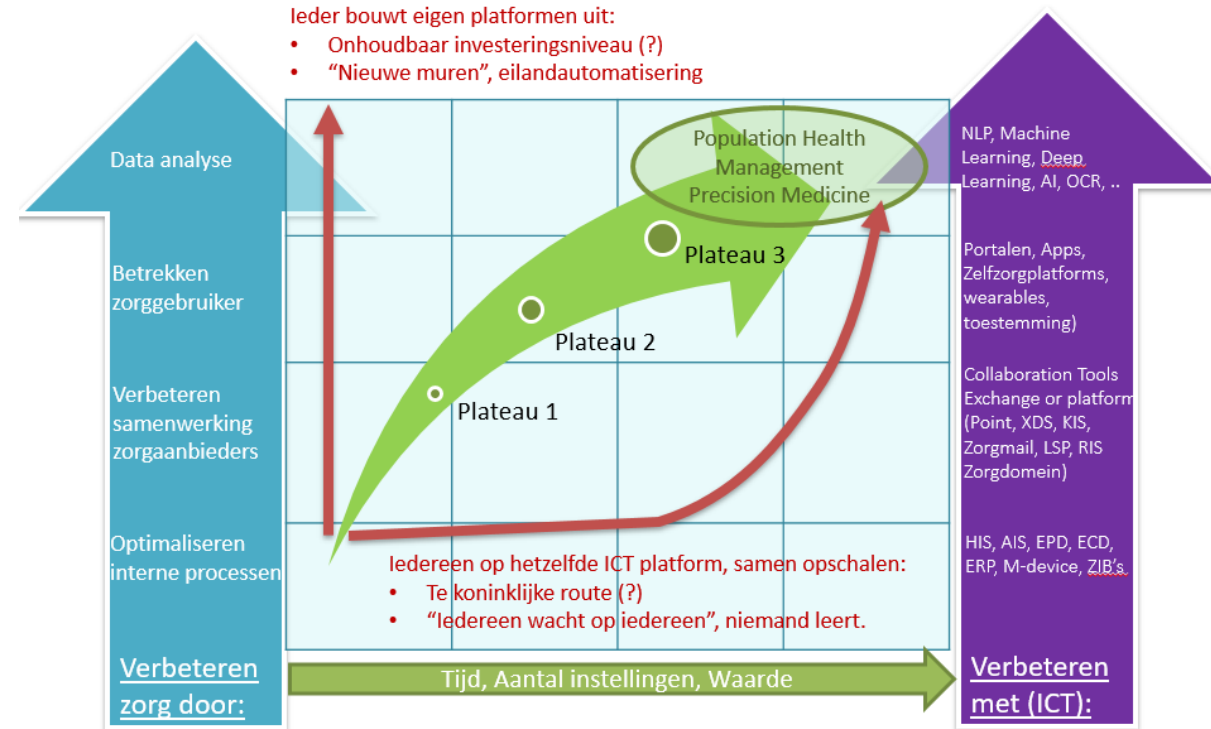 Ieder bouwt eigen platformen uit:
• Onhoudbaar investeringsniveau (?)
• “Nieuwe muren”, eilandautomatisering
Data analyse
Betrekken
zorggebruiker
Verbeteren
samenwerking
zorgaanbieders
Optimaliseren
interne processen
Verbeteren
zorg door:
Population Health
Management
Precision Medicine
Plateau 3
Plateau 2
Plateau 1
Iedereen op hetzelfde ICT platform, samen opschalen:
• Te koninklijke route (?)
• “Iedereen wacht op iedereen”, niemand leert.
Tijd, Aantal instellingen, Waarde
NLP, Machine
Learning, Deep
Learning, AI, OCR, ..
Portalen, Apps,
Zelfzorgplatforms,
wearables,
toestemming)
Collaboration Tools
Exchange or platform
(Point, XDS, KIS,
Zorgmail, LSP, RIS
Zorgdomein)
HIS, AIS, EPD, ECD,
ERP, M-device, ZIB’s
Verbeteren
met (ICT):